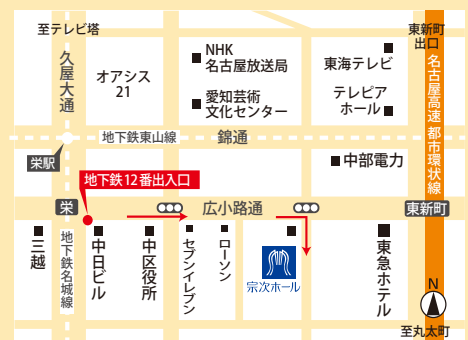 至テレビ塔
東新町
出口
久屋大通
オアシス
21
NHK
名古屋放送局
愛知芸術
文化センター
東海テレビ
テレピア
ホール
名古屋高速 都市環状線
地下鉄東山線
錦通
栄駅
中部電力
地下鉄12番出入口
栄
広小路通
東新町
三越
地下鉄名城線
中日ビル
中区役所
セブンイレブン
ローソン
宗次ホール
東急ホテル
N
至丸太町